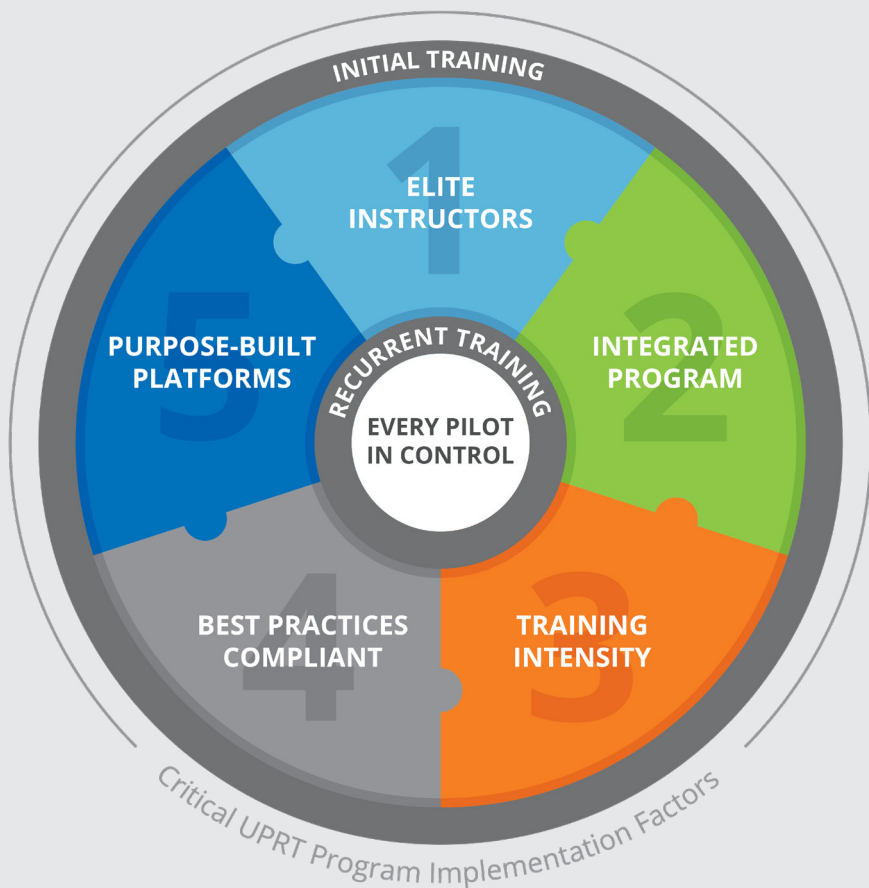 INITIAL TRAINING
1
ELITE
INSTRUCTORS
2
INTEGRATED
PROGRAM
3
TRAINING
INTENSITY
4
BEST PRACTICES
COMPLIANT
5
PURPOSE-BUILT
PLATFORMS
RECURRENT TRAINING
EVERY PILOT
IN CONTROL
Critical UPRT Program Implementation Factors